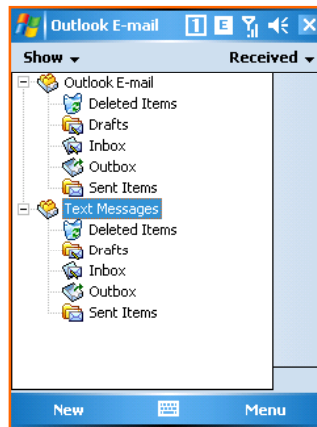 Outlook E-mail 1 E
Show Received
Outlook E-mail
Deleted Items
Drafts
Inbox
Outbox
Sent Items
Text Messages
Deleted Items
Drafts
Inbox
Outbox
Sent Items
New Menu